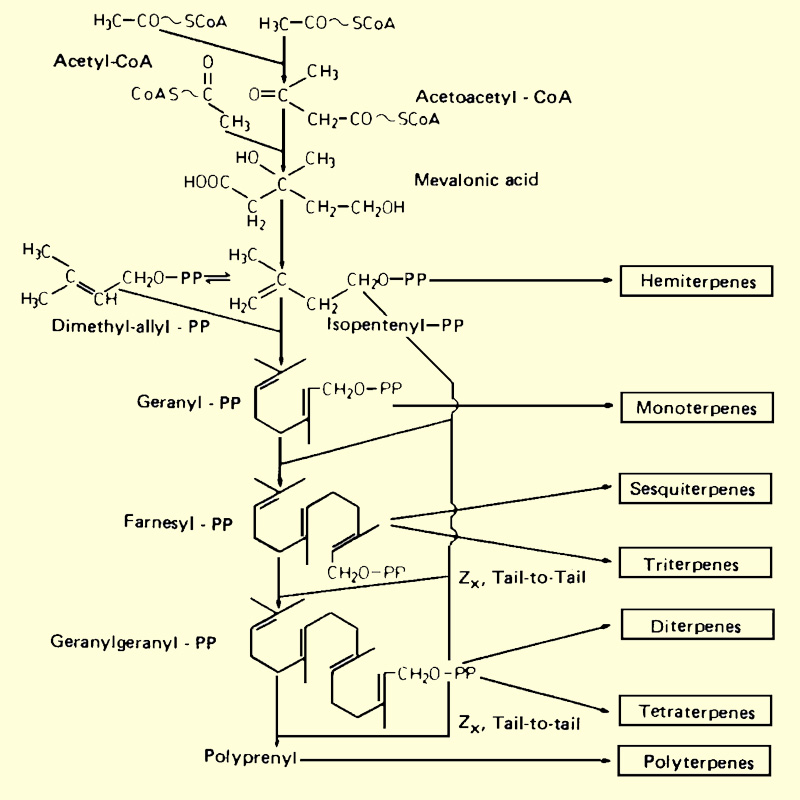 H₃C–CO~SCoA H₃C–CO~SCoA
Acetyl-CoA
O
CoAS~C
CH₃
CH₃
O=C
CH₂–CO~SCoA
Acetoacetyl - CoA
HO CH₃
HOOC C
C
H₂
CH₂–CH₂OH
Mevalonic acid
H₃C
C
CH₂O–PP
H₃C CH
Dimethyl-allyl - PP
H₃C
C
CH₂O–PP
H₂C CH₂
Isopentenyl–PP
Hemiterpenes
CH₂O–PP
Geranyl - PP
Monoterpenes
Sesquiterpenes
Farnesyl - PP
CH₂O–PP
Zₓ, Tail-to-Tail
Triterpenes
Diterpenes
Geranylgeranyl - PP
CH₂O–PP
Zₓ, Tail-to-tail
Tetraterpenes
Polyprenyl
Polyterpenes